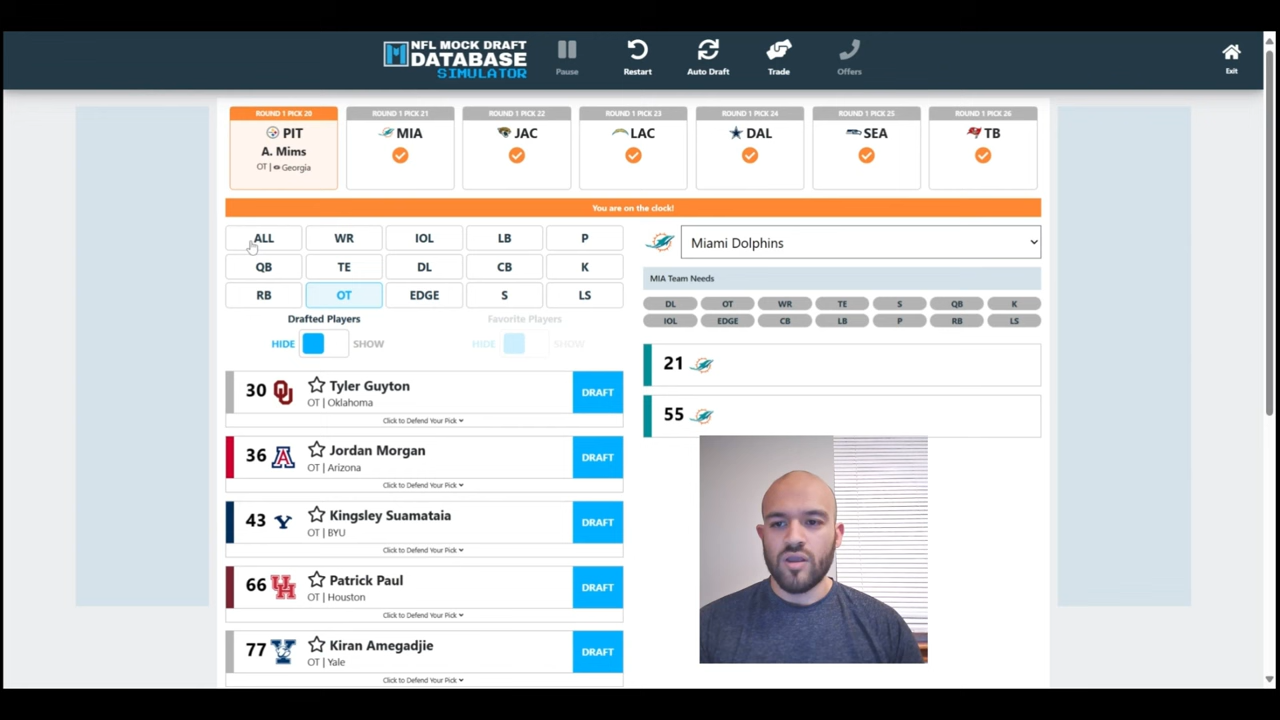 NFL MOCK DRAFT
DATABASE
SIMULATOR
Pause
Restart
Auto Draft
Trade
Offers
Exit
ROUND 1 PICK 20
PIT
A. Mims
OT | Georgia
ROUND 1 PICK 21
MIA
ROUND 1 PICK 22
JAC
ROUND 1 PICK 23
LAC
ROUND 1 PICK 24
DAL
ROUND 1 PICK 25
SEA
ROUND 1 PICK 26
TB
You are on the clock!
ALL WR IOL LB P
QB TE DL CB K
RB OT EDGE S LS
Drafted Players
HIDE SHOW
Favorite Players
HIDE SHOW
30 Tyler Guyton
OT | Oklahoma
DRAFT
Click to Defend Your Pick
36 Jordan Morgan
OT | Arizona
DRAFT
Click to Defend Your Pick
43 Kingsley Suamataia
OT | BYU
DRAFT
Click to Defend Your Pick
66 Patrick Paul
OT | Houston
DRAFT
Click to Defend Your Pick
77 Kiran Amegadjie
OT | Yale
DRAFT
Click to Defend Your Pick
Miami Dolphins
MIA Team Needs
DL OT WR TE S QB K
IOL EDGE CB LB P RB LS
21
55